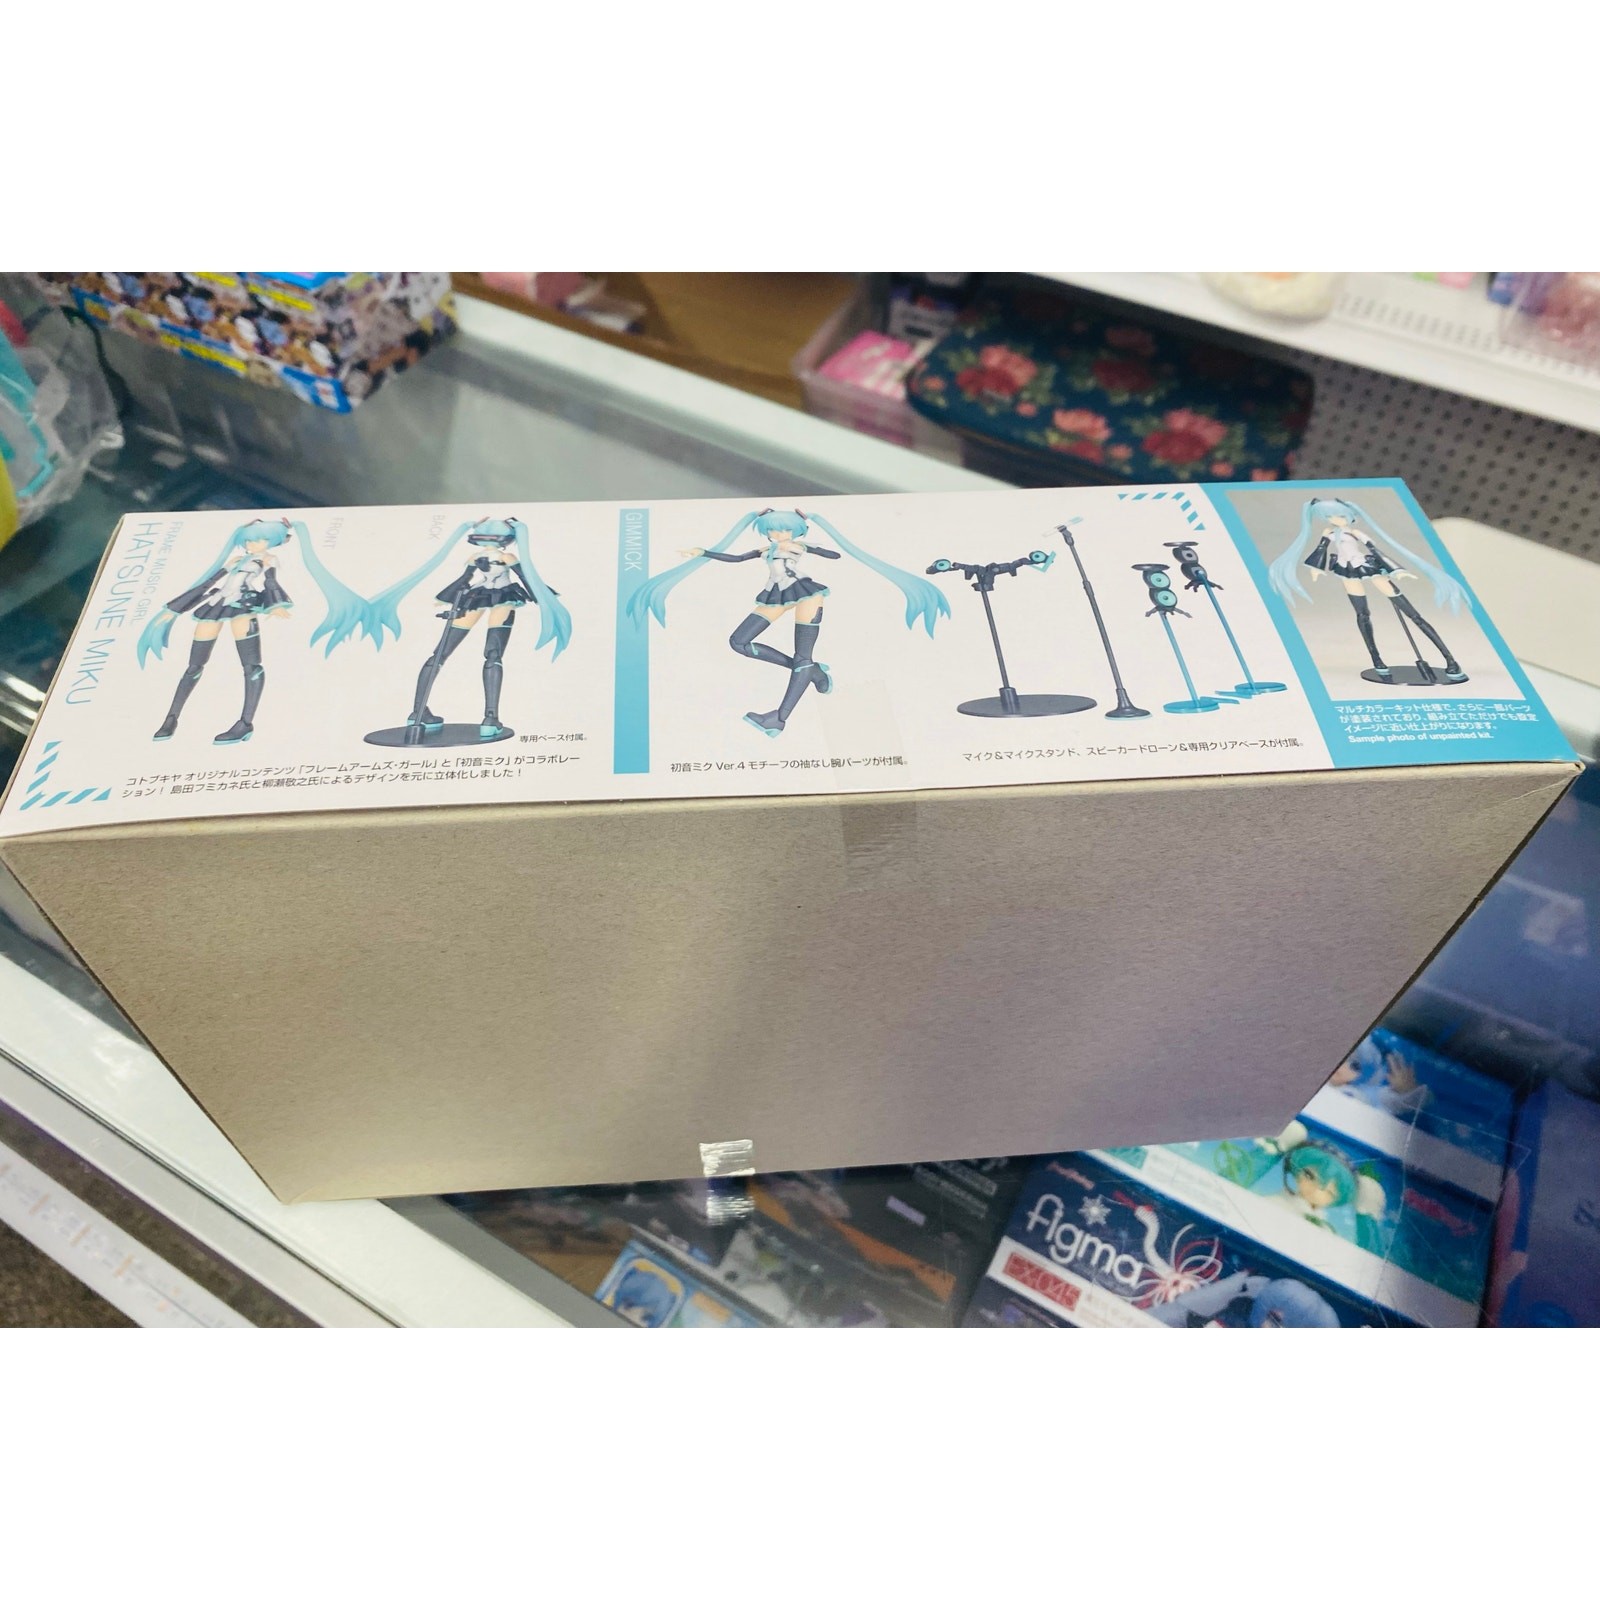 FRAME MUSIC GIRL
HATSUNE MIKU
FRONT
BACK
専用ベース付属。
コトブキヤ オリジナルコンテンツ「フレームアームズ・ガール」と「初音ミク」がコラボレー
ション！ 島田フミカネ氏と柳瀬敬之氏によるデザインを元に立体化しました！
GIMMICK
初音ミク Ver.4 モチーフの袖なし腕パーツが付属。
マイク&マイクスタンド、スピーカードローン&専用クリアベースが付属。
マルチカラーキット仕様で、さらに一部パーツ
が塗装されており、組み立てただけでも設定
イメージに近い仕上がりになります。
Sample photo of unpainted kit.
figma
EX-045